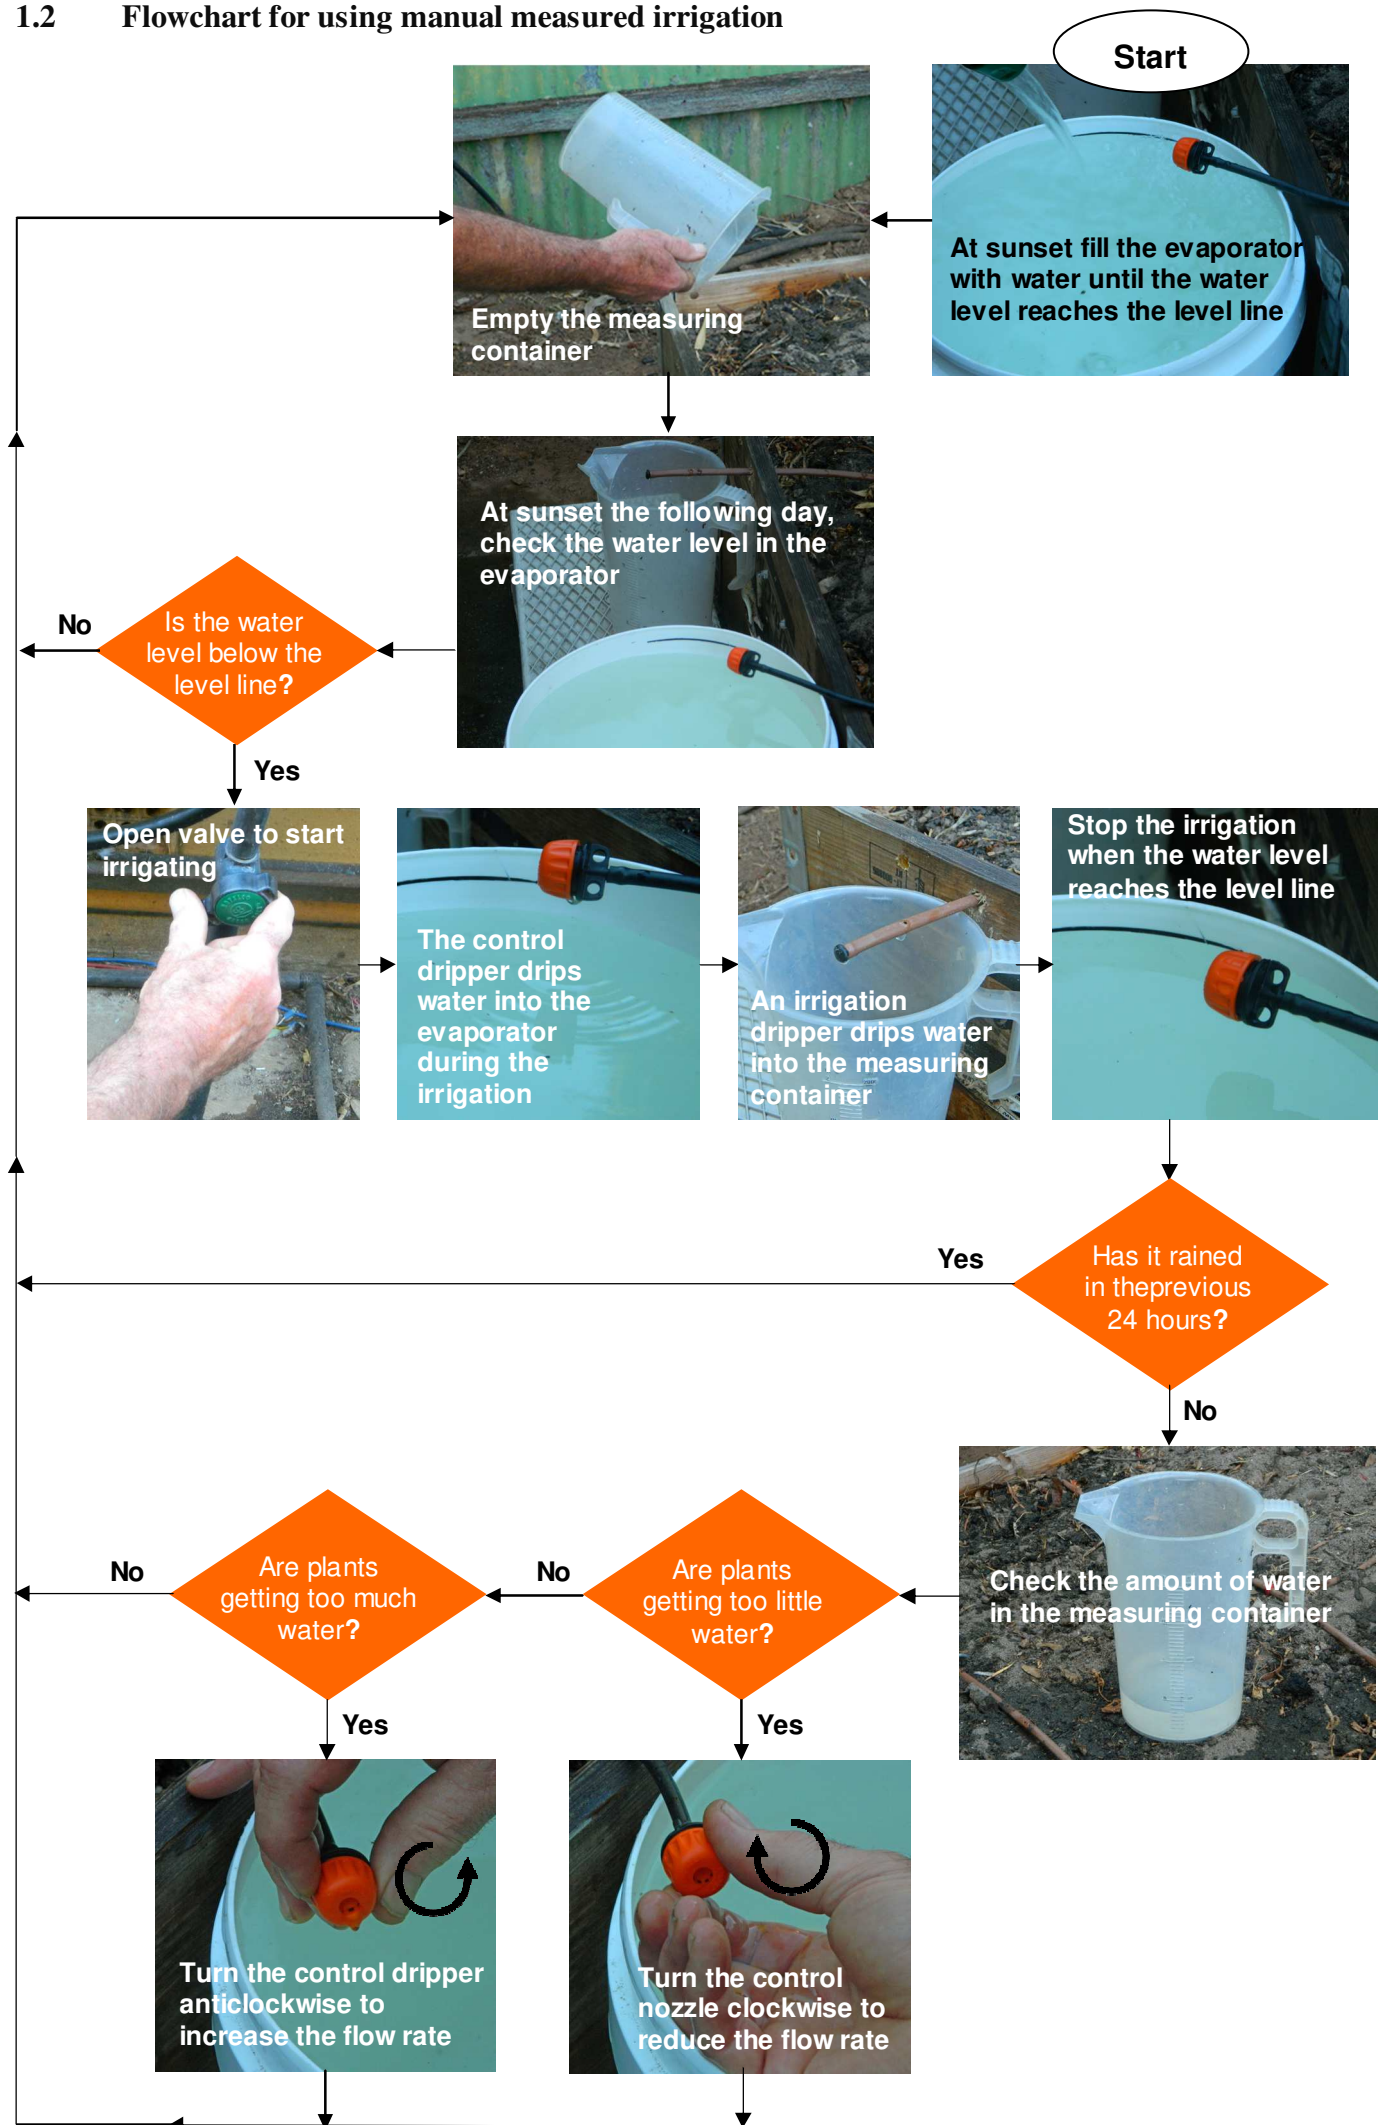 1.2 Flowchart for using manual measured irrigation
Start
At sunset fill the evaporator
with water until the water
level reaches the level line
Empty the measuring
container
At sunset the following day,
check the water level in the
evaporator
Is the water
level below the
level line?
No
Yes
Open valve to start
irrigating
The control
dripper drips
water into the
evaporator
during the
irrigation
An irrigation
dripper drips water
into the measuring
container
Stop the irrigation
when the water level
reaches the level line
Has it rained
in theprevious
24 hours?
Yes
No
Check the amount of water
in the measuring container
Are plants
getting too little
water?
No
Yes
Are plants
getting too much
water?
No
Yes
Turn the control dripper
anticlockwise to
increase the flow rate
Turn the control
nozzle clockwise to
reduce the flow rate